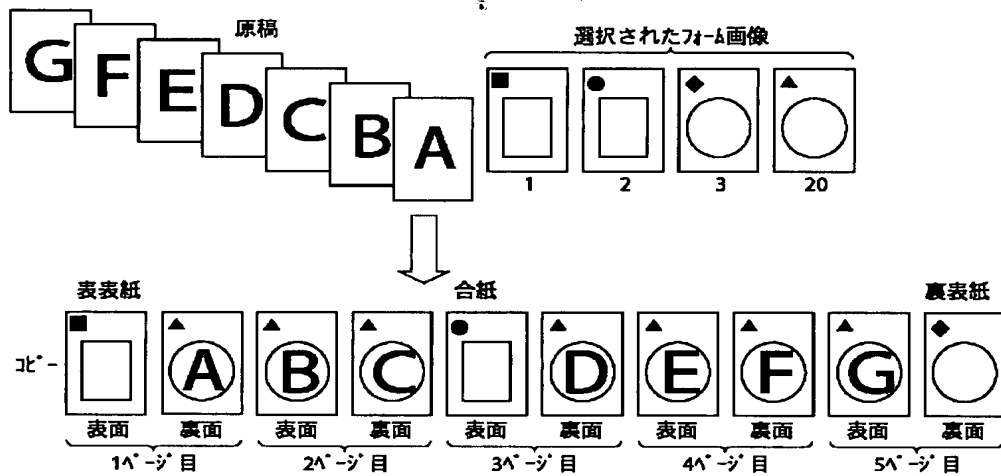 原稿
選択されたフォーム画像
G
F
E
D
C
B
A
1 2 3 20
表表紙 合紙 裏表紙
コピー
A B C D E F G
表面 裏面 表面 裏面 表面 裏面 表面 裏面 表面 裏面
1ページ目 2ページ目 3ページ目 4ページ目 5ページ目